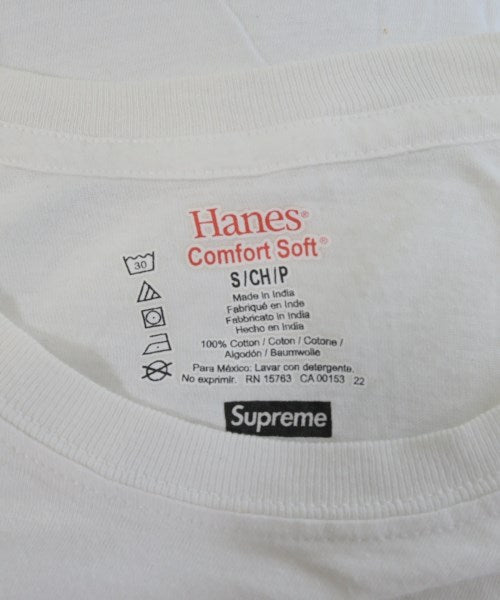 Hanes®
Comfort Soft®
S/CH/P
30
Made in India
Fabriqué en Inde
Fabbricato in India
Hecho en India
100% Cotton / Coton / Cotone /
Algodón / Baumwolle
Para México: Lavar con detergente.
No exprimir. RN 15763 CA 00153 22
Supreme